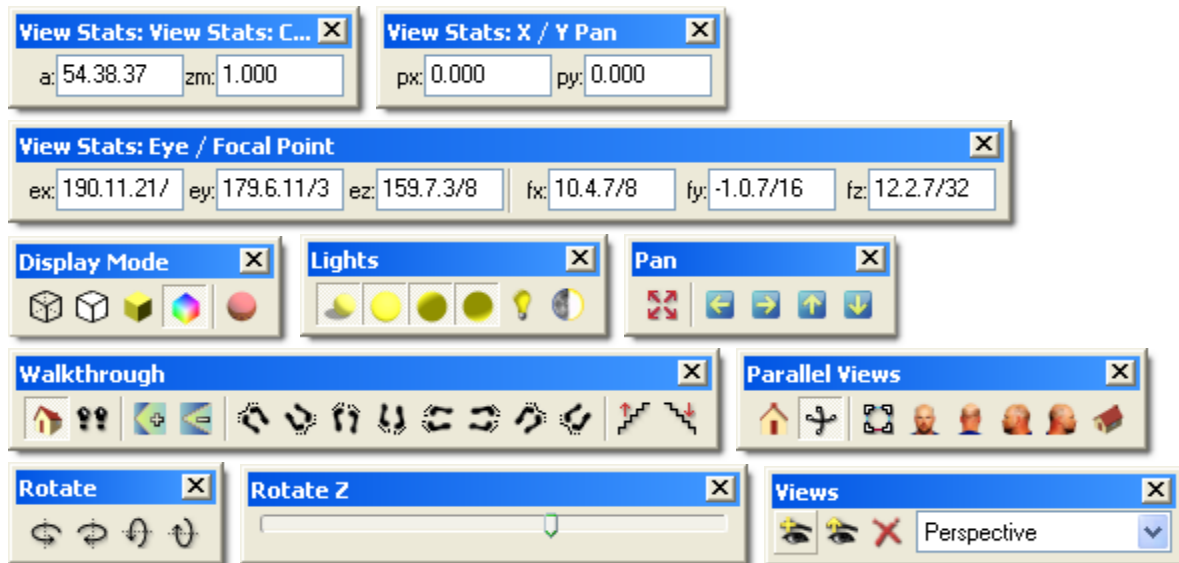 View Stats: View Stats: C...
a: 54.38.37 zm: 1.000
View Stats: X / Y Pan
px: 0.000 py: 0.000
View Stats: Eye / Focal Point
ex: 190.11.21/ ey: 179.6.11/3 ez: 159.7.3/8 fx: 10.4.7/8 fy: -1.0.7/16 fz: 12.2.7/32
Display Mode
Lights
Pan
Walkthrough
Parallel Views
Rotate
Rotate Z
Views
Perspective